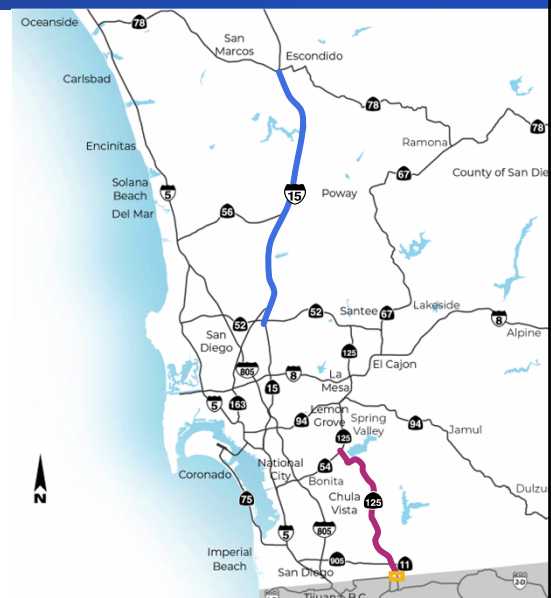 Oceanside
78
San
Marcos
Escondido
Carlsbad
78
78
Encinitas
Ramona
67
County of San Die
Solana
Beach
5
15
Poway
Del Mar
56
Lakeside
52
Santee
67
8
52
San
Diego
Alpine
125
El Cajon
805
8
La
Mesa
15
5
163
Lemon
Grove
94
Spring
Valley
94
Jamul
125
National
City
54
Coronado
Bonita
Dulzu
75
Chula
Vista
125
N
5
805
Imperial
Beach
905
11
San Diego
2D
Tijuana, B.C.